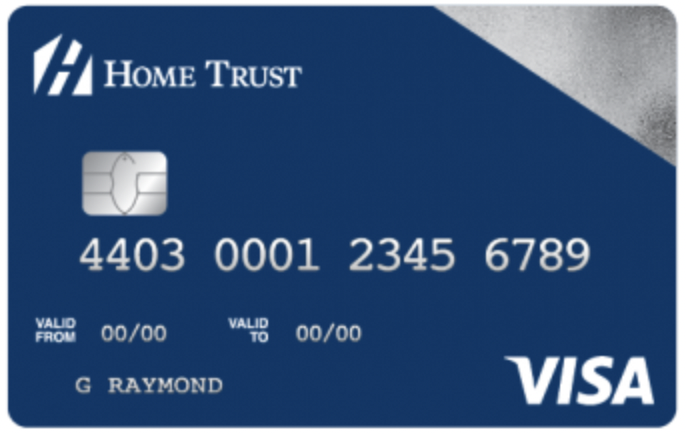 HOME TRUST
4403 0001 2345 6789
VALID FROM 00/00 VALID TO 00/00
G RAYMOND
VISA